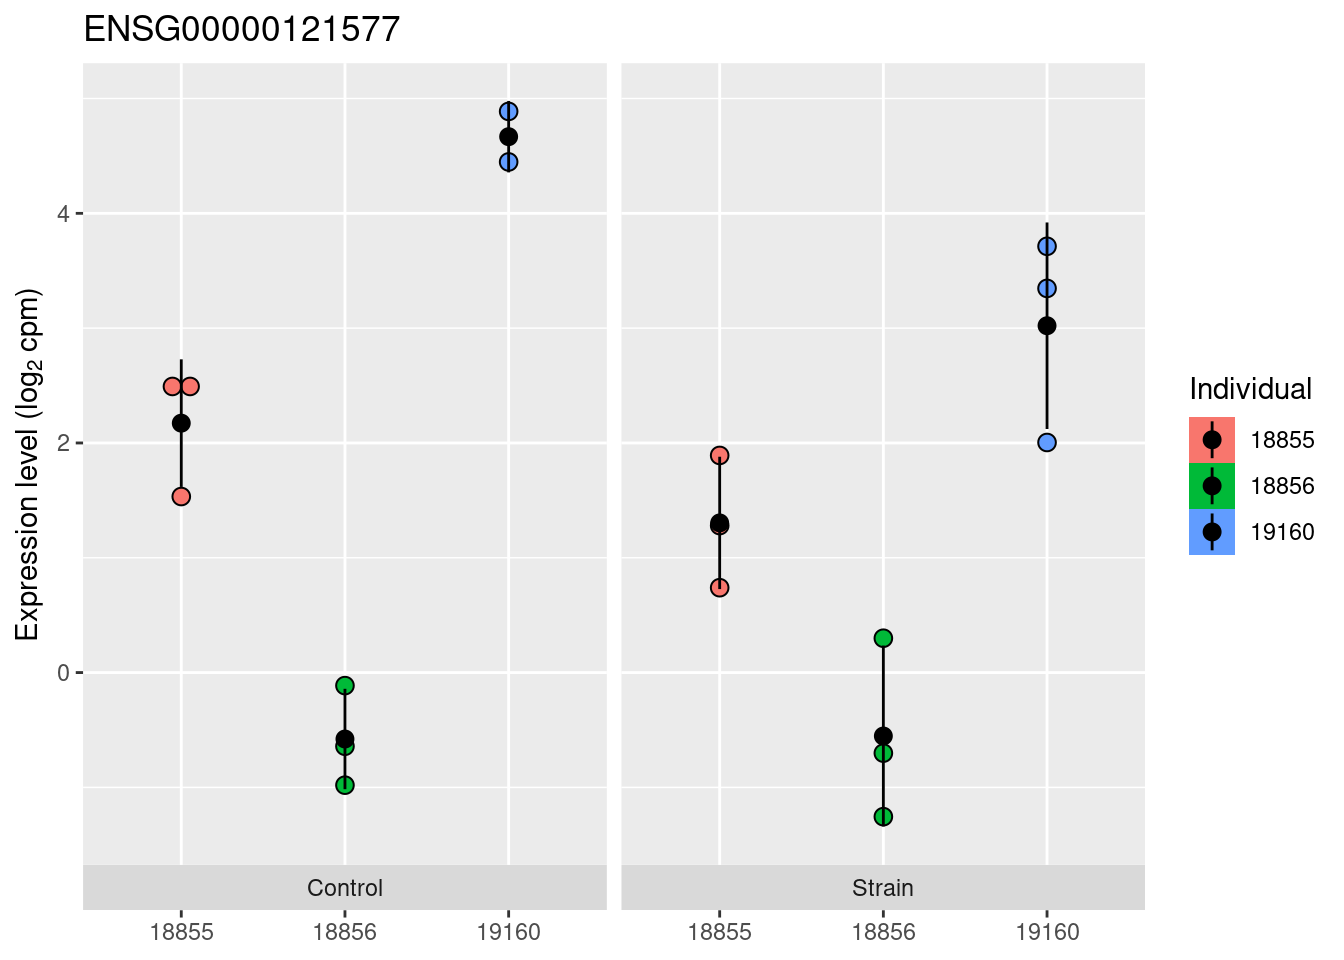 ENSG00000121577
Expression level (log₂ cpm)
4
2
0
Control
Strain
18855
18856
19160
18855
18856
19160
Individual
18855
18856
19160